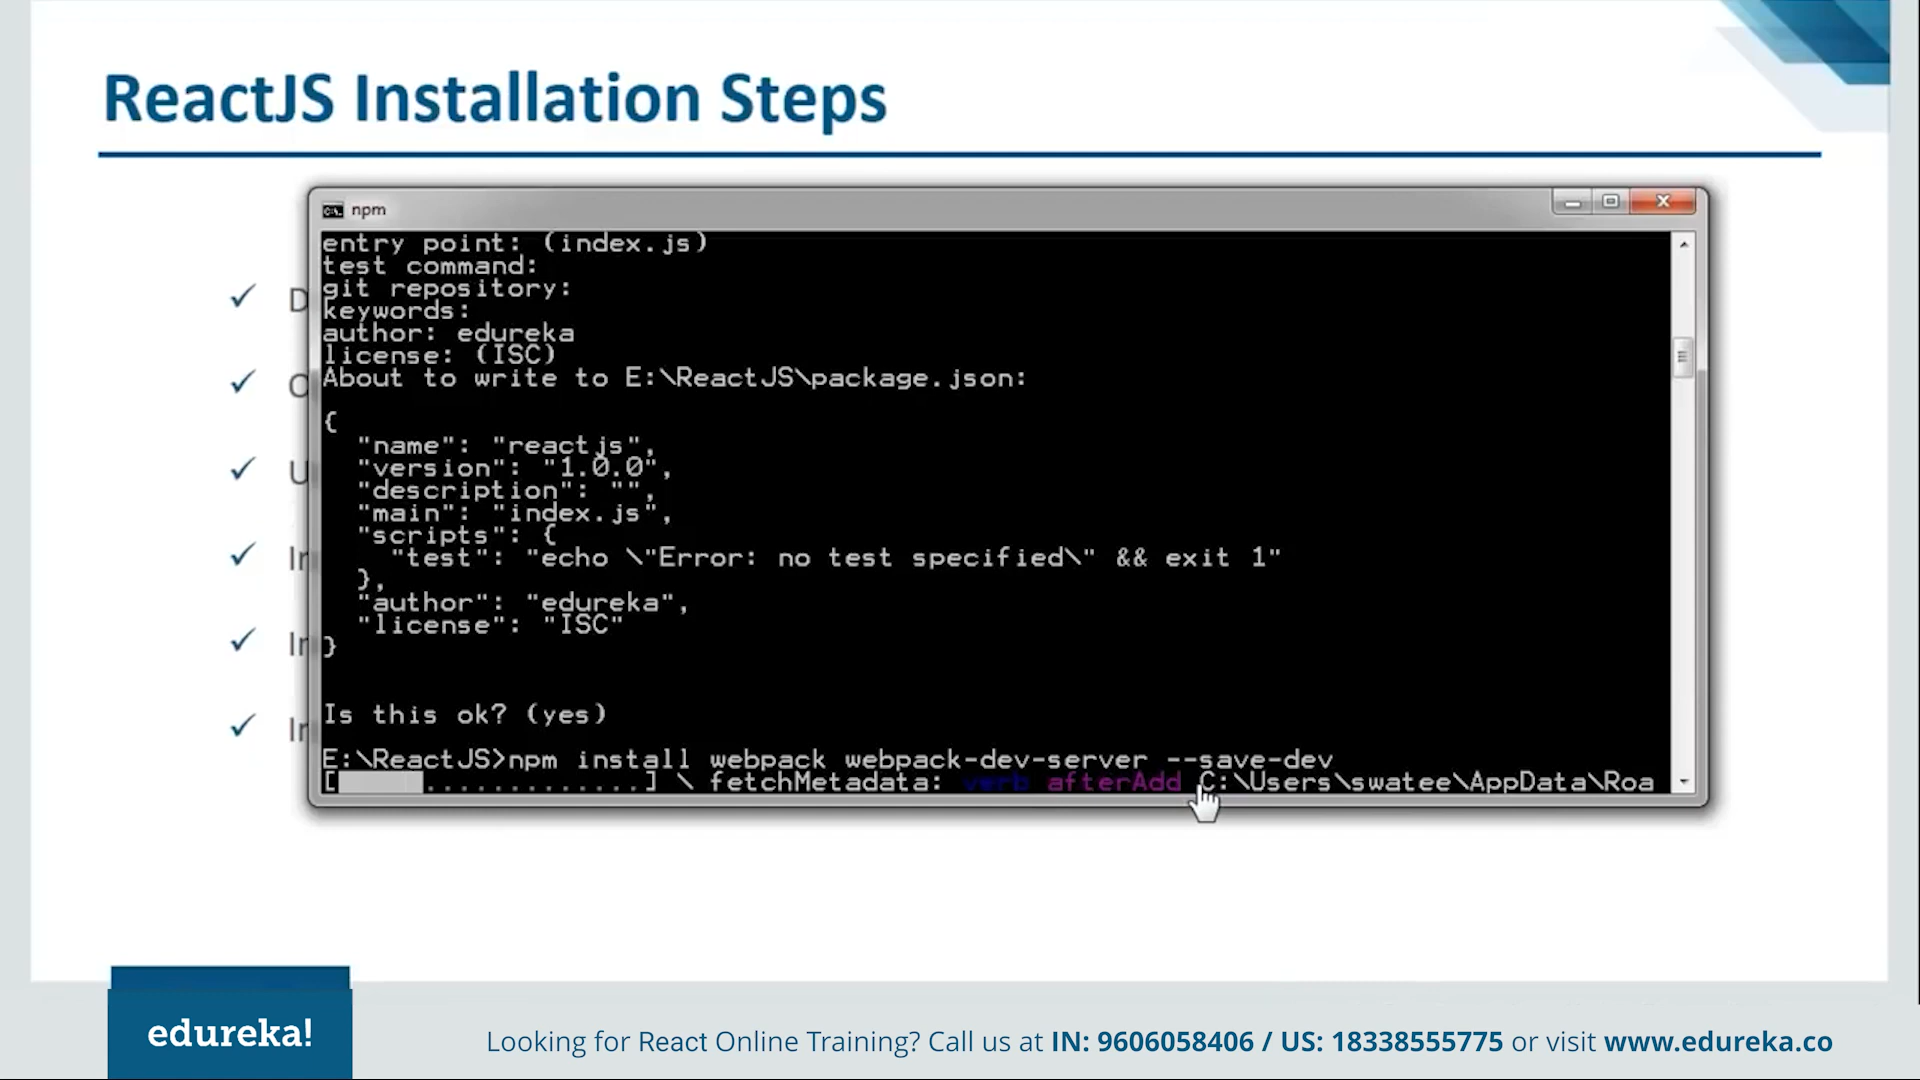 ReactJS Installation Steps
npm
entry point: (index.js)
test command:
git repository:
keywords:
author: edureka
license: (ISC)
About to write to E:\ReactJS\package.json:
{
"name": "reactjs",
"version": "1.0.0",
"description": "",
"main": "index.js",
"scripts": {
"test": "echo \"Error: no test specified\" && exit 1"
},
"author": "edureka",
"license": "ISC"
}
Is this ok? (yes)
E:\ReactJS>npm install webpack webpack-dev-server --save-dev
[..............] \ fetchMetadata: verb afterAdd C:\Users\swatee\AppData\Roa
edureka!
Looking for React Online Training? Call us at IN: 9606058406 / US: 18338555775 or visit www.edureka.co